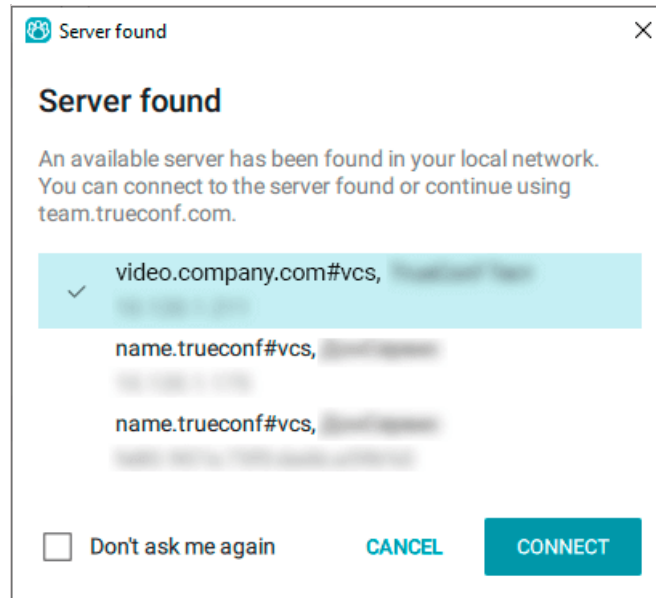 Server found
Server found
An available server has been found in your local network.
You can connect to the server found or continue using
team.trueconf.com.
video.company.com#vcs,
name.trueconf#vcs,
name.trueconf#vcs,
Don't ask me again
CANCEL
CONNECT